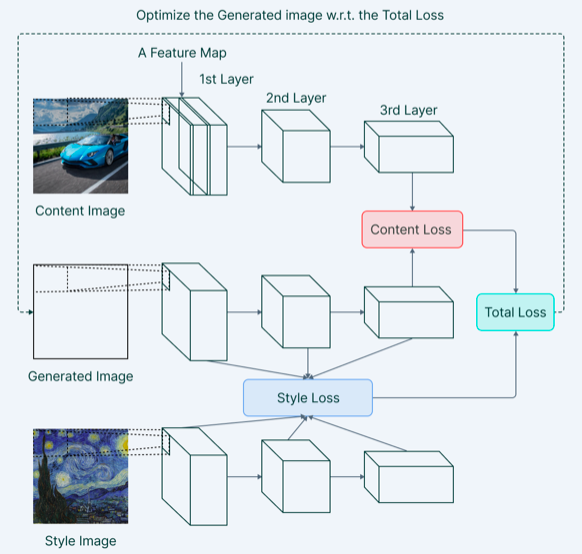 Optimize the Generated image w.r.t. the Total Loss
A Feature Map
1st Layer
2nd Layer
3rd Layer
Content Image
Content Loss
Total Loss
Generated Image
Style Loss
Style Image